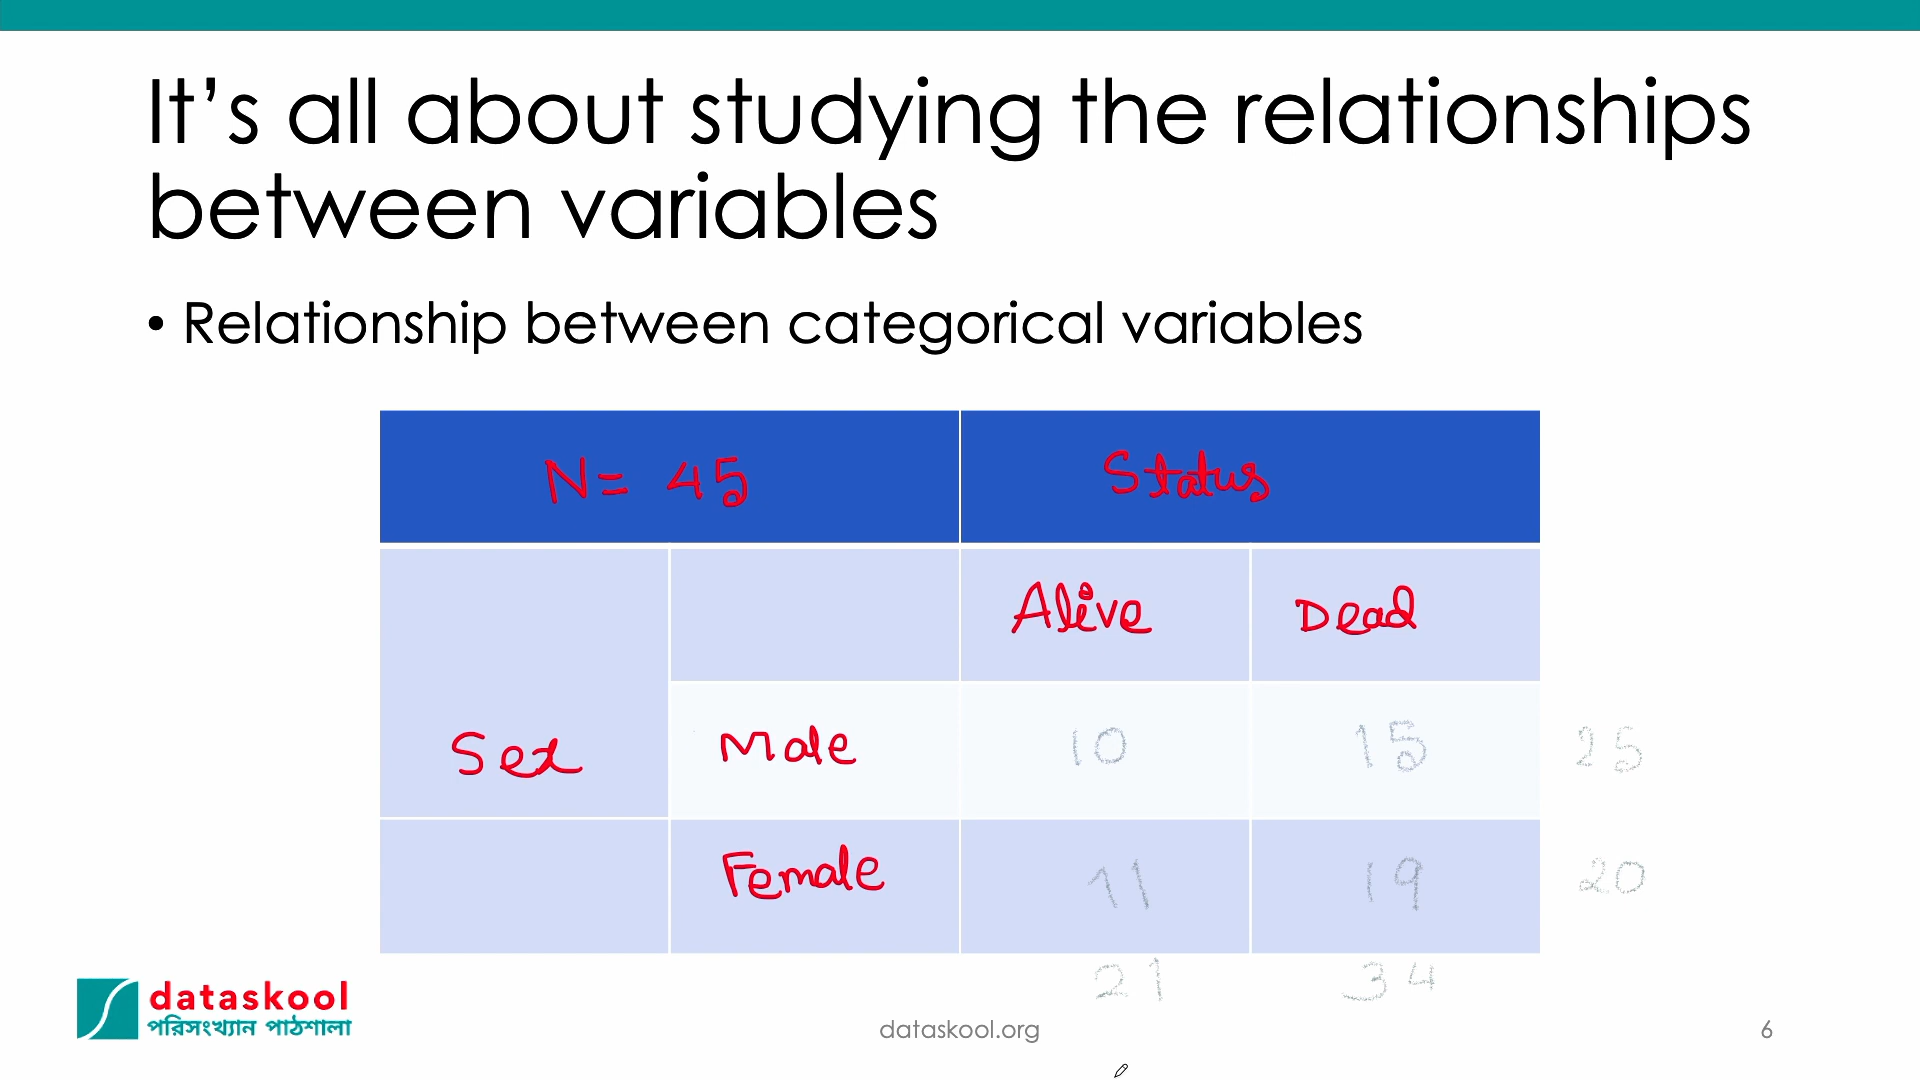 It’s all about studying the relationships
between variables
• Relationship between categorical variables
N= 45 Status
Alive Dead
Sex Male 10 15 25
Female 11 19 20
21 34
dataskool
পরিসংখ্যান পাঠশালা
dataskool.org 6